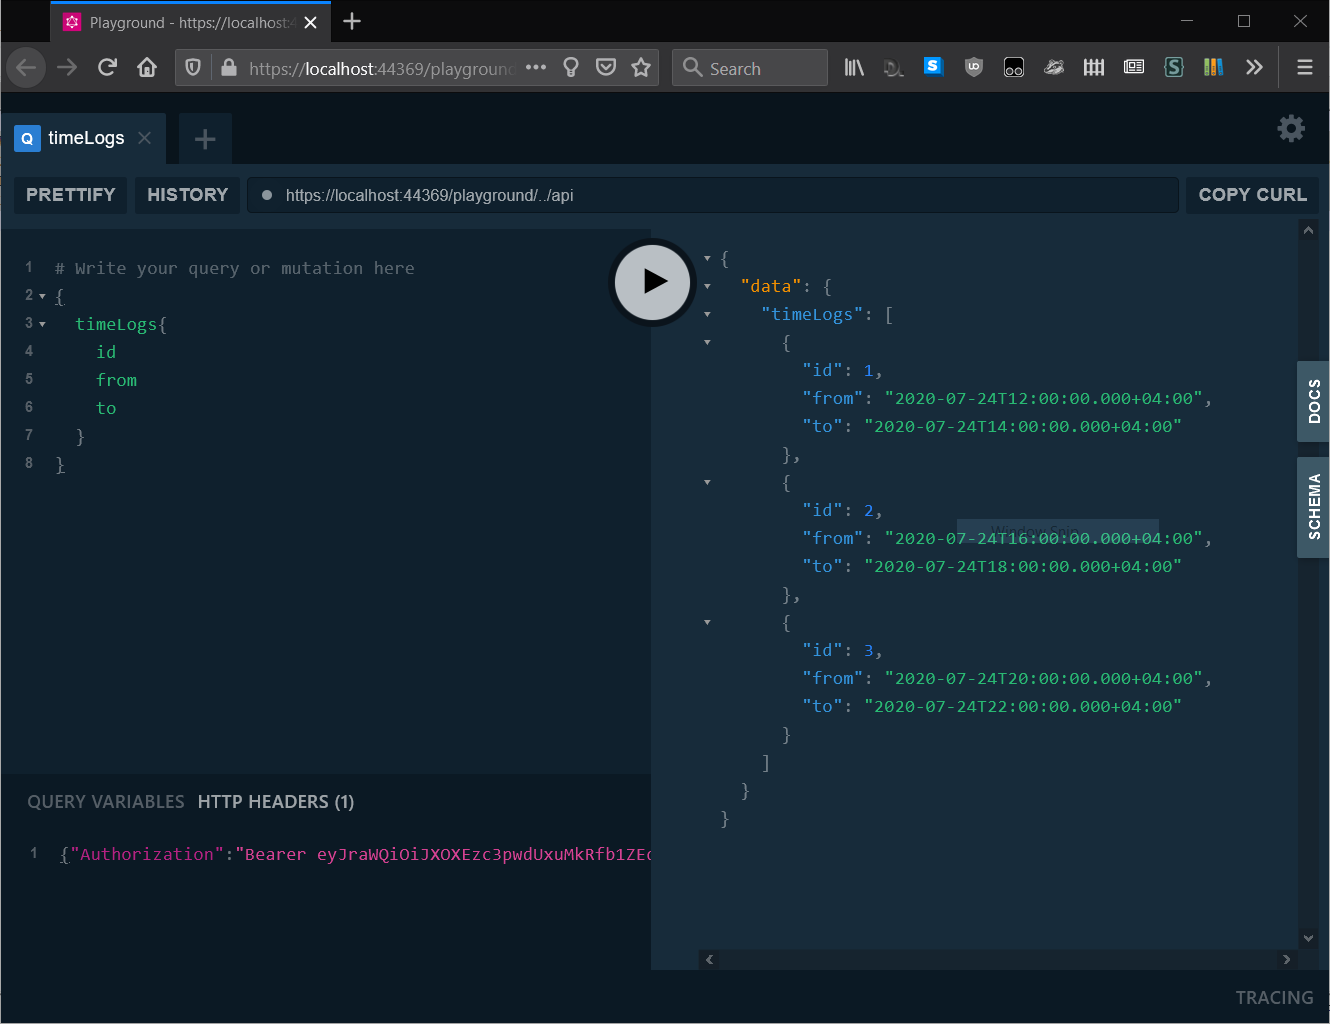 Playground - https://localhost:4
https://localhost:44369/playground
Search
Q timeLogs
PRETTIFY
HISTORY
https://localhost:44369/playground/../api
COPY CURL
1 # Write your query or mutation here
2 {
3 timeLogs{
4 id
5 from
6 to
7 }
8 }
{
"data": {
"timeLogs": [
{
"id": 1,
"from": "2020-07-24T12:00:00.000+04:00",
"to": "2020-07-24T14:00:00.000+04:00"
},
{
"id": 2,
Window Snip
"from": "2020-07-24T16:00:00.000+04:00",
"to": "2020-07-24T18:00:00.000+04:00"
},
{
"id": 3,
"from": "2020-07-24T20:00:00.000+04:00",
"to": "2020-07-24T22:00:00.000+04:00"
}
]
}
}
DOCS
SCHEMA
QUERY VARIABLES
HTTP HEADERS (1)
1 {"Authorization":"Bearer eyJraWQiOiJXOXEzc3pwdUxuMkRfb1ZEc
TRACING